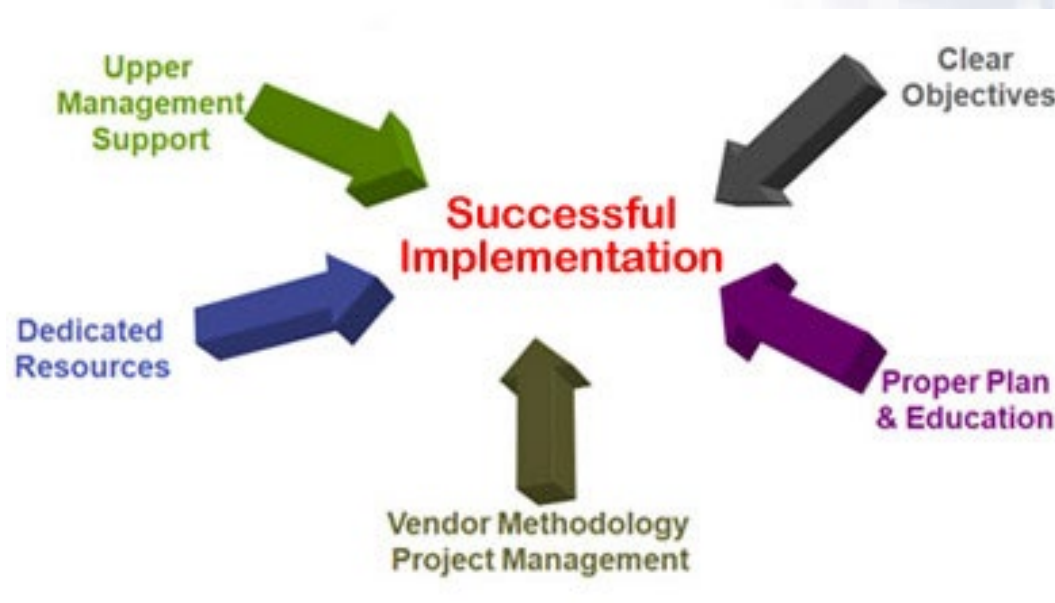 Upper
Management
Support
Clear
Objectives
Successful
Implementation
Dedicated
Resources
Proper Plan
& Education
Vendor Methodology
Project Management